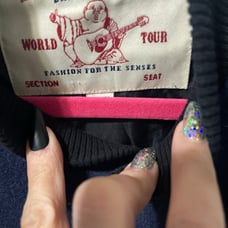 WORLD TOUR
FASHION FOR THE SENSES
SECTION SEAT